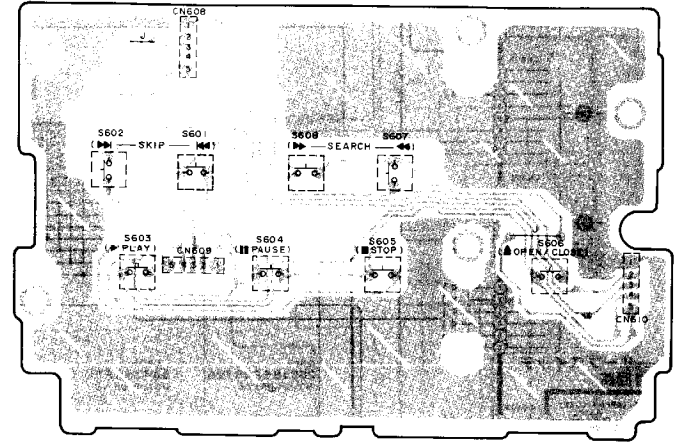 CN608
1
2
3
4
5
J
S602
S601
S608
S607
(▶▶| — SKIP — |◀◀)
(▶▶ — SEARCH — ◀◀)
S603
(▶PLAY)
CN609
S604
(❚❚PAUSE)
S605
(■STOP)
J
S606
(⏏OPEN/CLOSE)
CN610